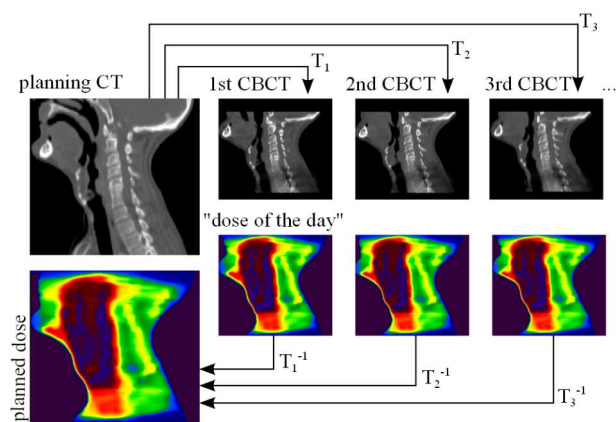 T₃
T₂
T₁
planning CT
1st CBCT
2nd CBCT
3rd CBCT
...
"dose of the day"
planned dose
T₁⁻¹
T₂⁻¹
T₃⁻¹